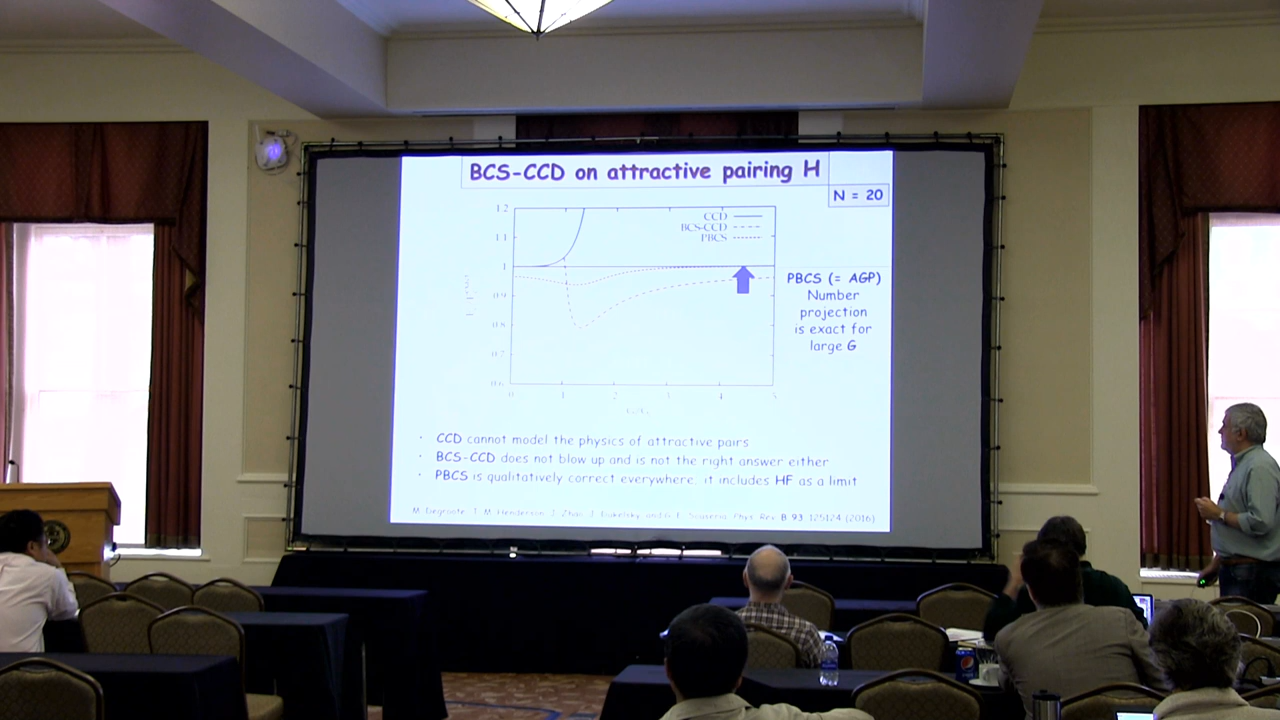 BCS-CCD on attractive pairing H
N = 20
CCD
BCS-CCD
PBCS
1.2
1.1
1
0.9
0.8
0.7
0.6
0 1 2 3 4 5
PBCS (= AGP)
Number
projection
is exact for
large G
· CCD cannot model the physics of attractive pairs
· BCS-CCD does not blow up and is not the right answer either
· PBCS is qualitatively correct everywhere. it includes HF as a limit
M. Degroote, T. M. Henderson, J. Zhao, J. Dukelsky, and G. E. Scuseria, Phys. Rev. B 93, 125124 (2016)